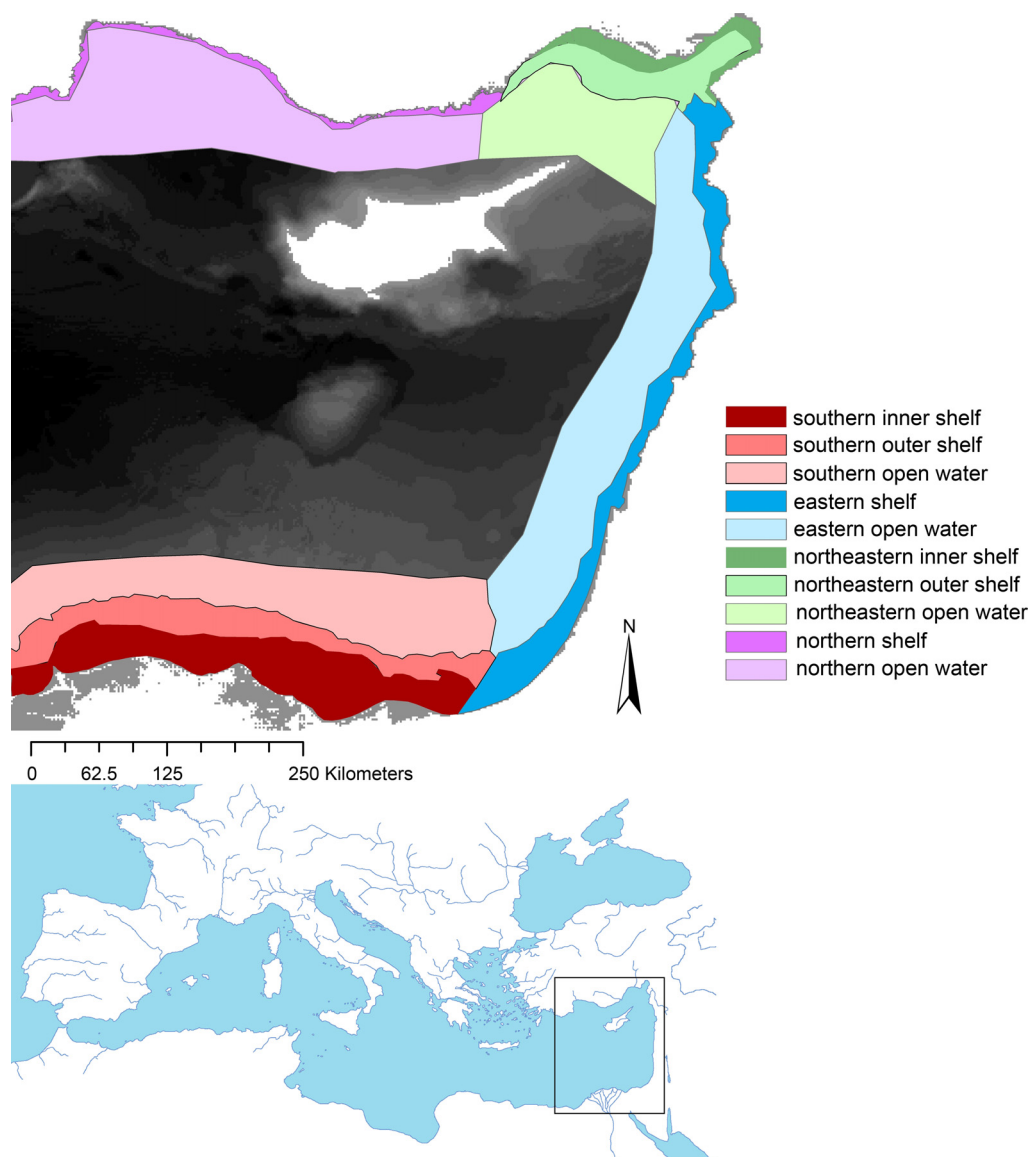 southern inner shelf
southern outer shelf
southern open water
eastern shelf
eastern open water
northeastern inner shelf
northeastern outer shelf
northeastern open water
northern shelf
northern open water
N
0 62.5 125 250 Kilometers